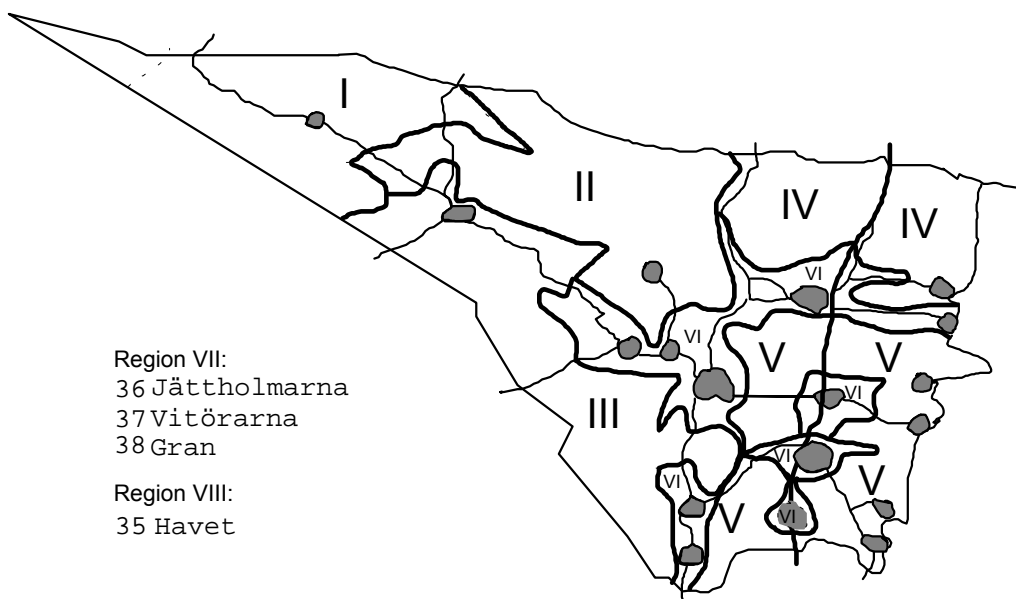 I
II
IV
IV
VI
VI
V
V
VI
III
VI
VI
V
V
VI
Region VII:
36 Jättholmarna
37 Vitörarna
38 Gran
Region VIII:
35 Havet